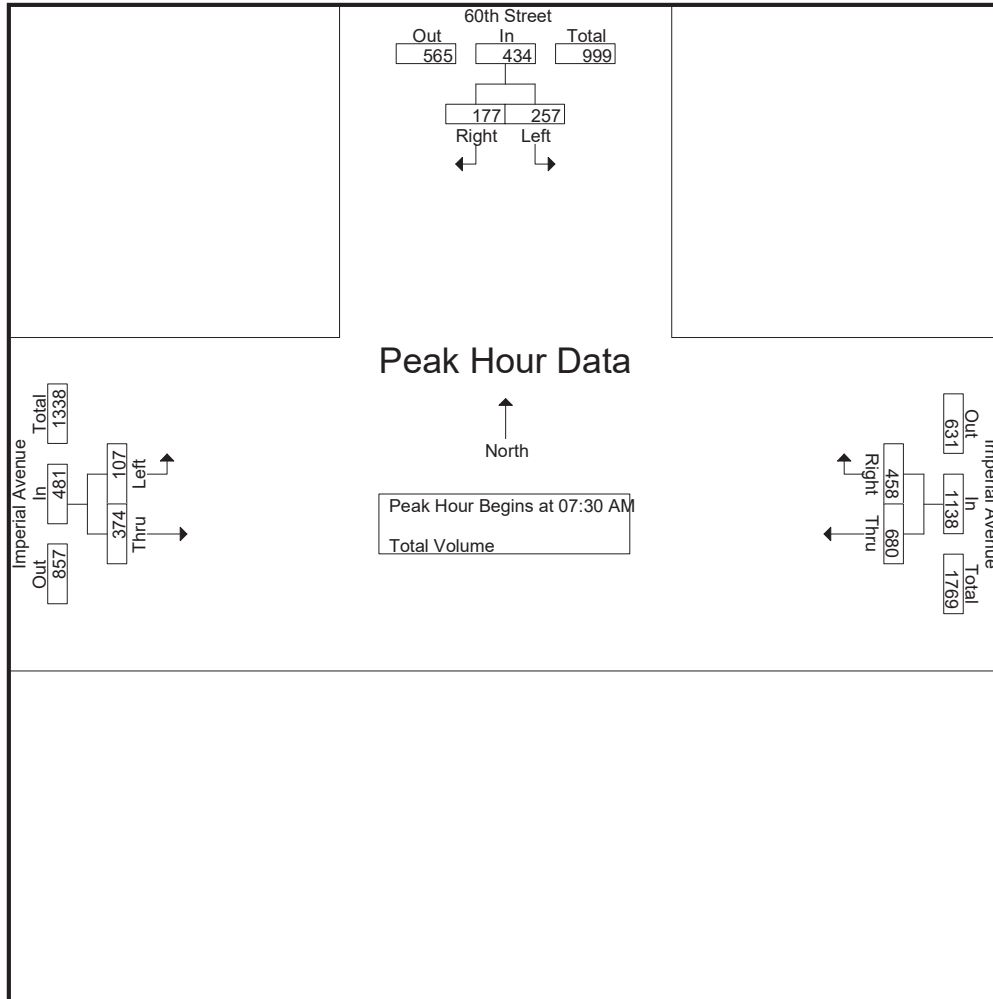 60th Street
Out In Total
565 434 999
177 257
Right Left
Peak Hour Data
North
Peak Hour Begins at 07:30 AM
Total Volume
Imperial Avenue
Out In Total
857 481 1338
Left Thru
107 374
Imperial Avenue
Out In Total
631 1138 1769
Right Thru
458 680